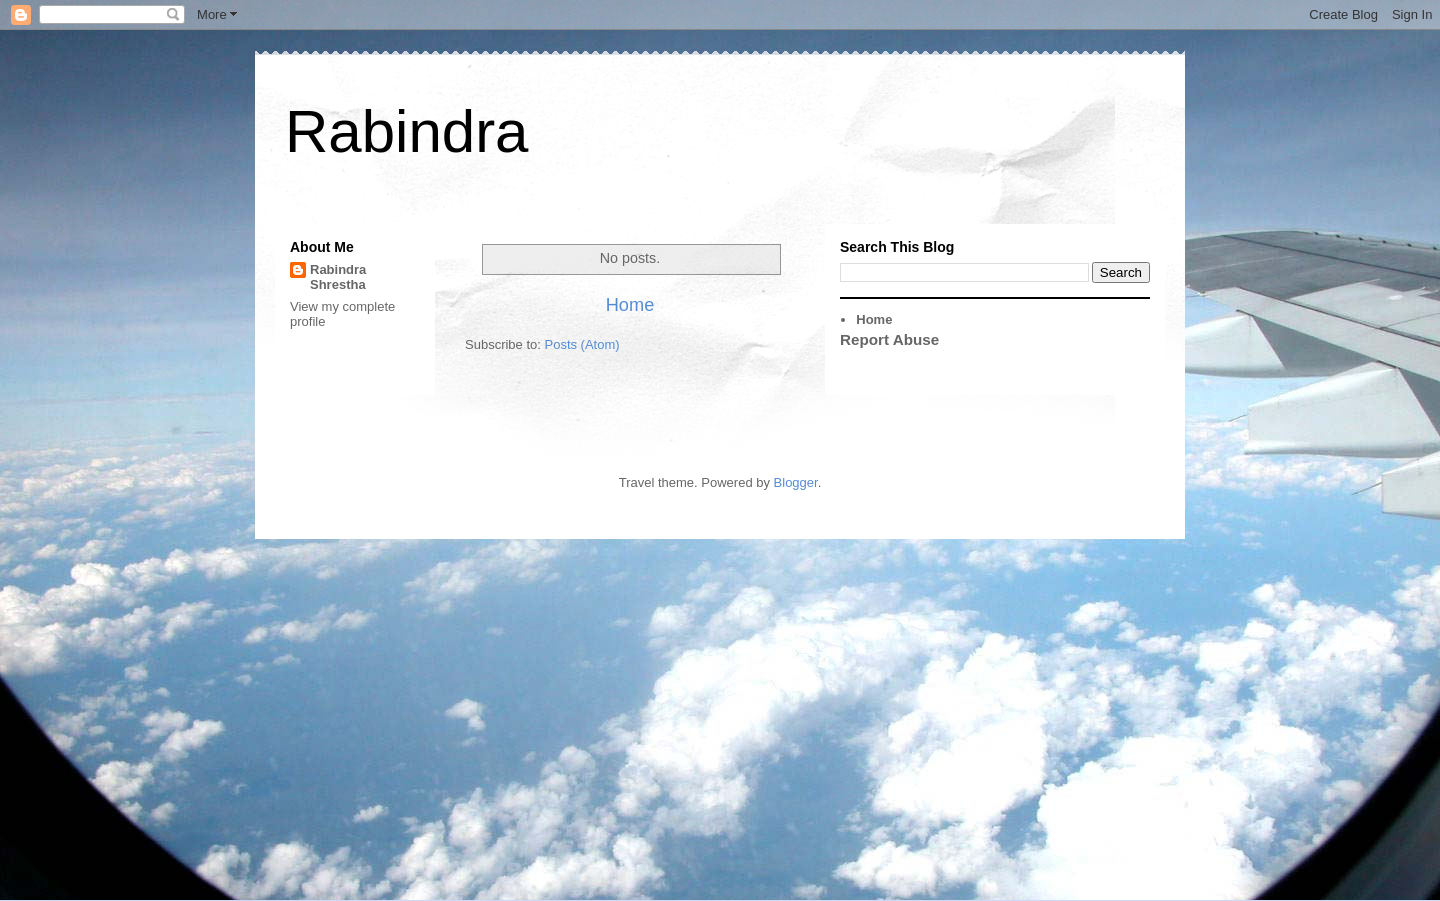 More
Create Blog
Sign In
Rabindra
About Me
Rabindra
Shrestha
View my complete
profile
No posts.
Home
Subscribe to: Posts (Atom)
Search This Blog
Search
Home
Report Abuse
Travel theme. Powered by Blogger.